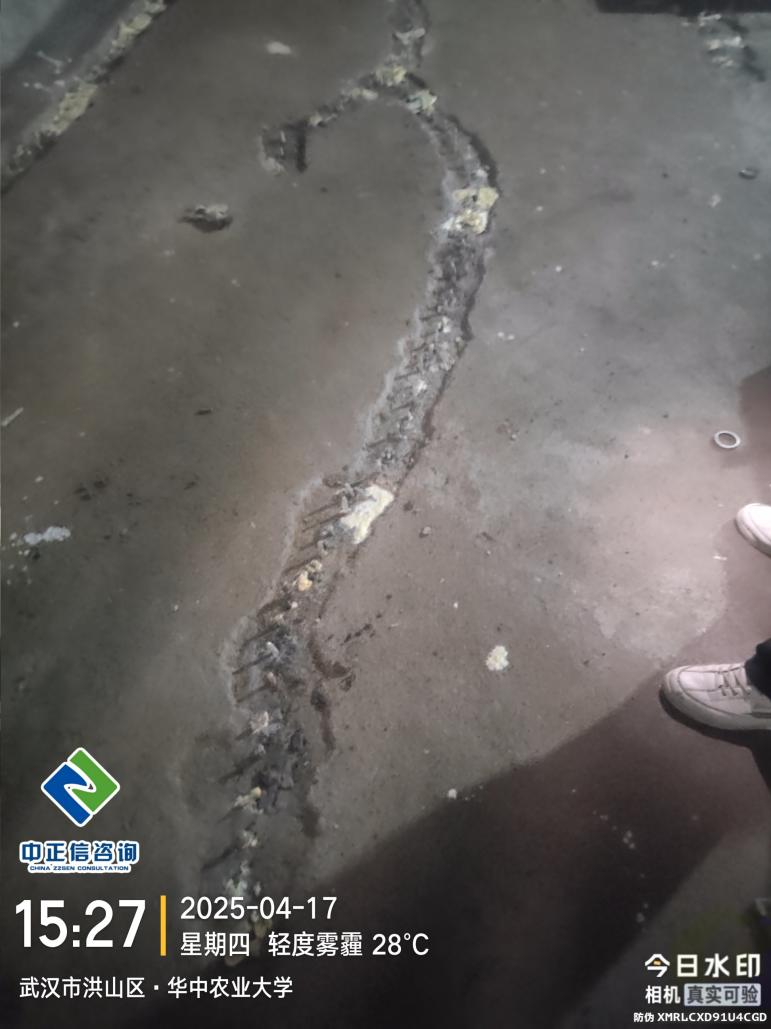 中正信咨询
CHINA ZZSEN CONSULTATION
15:27
2025-04-17
星期四 轻度雾霾 28°C
武汉市洪山区·华中农业大学
今日水印
相机 真实可验
防伪 XMRLCXD91U4CGD